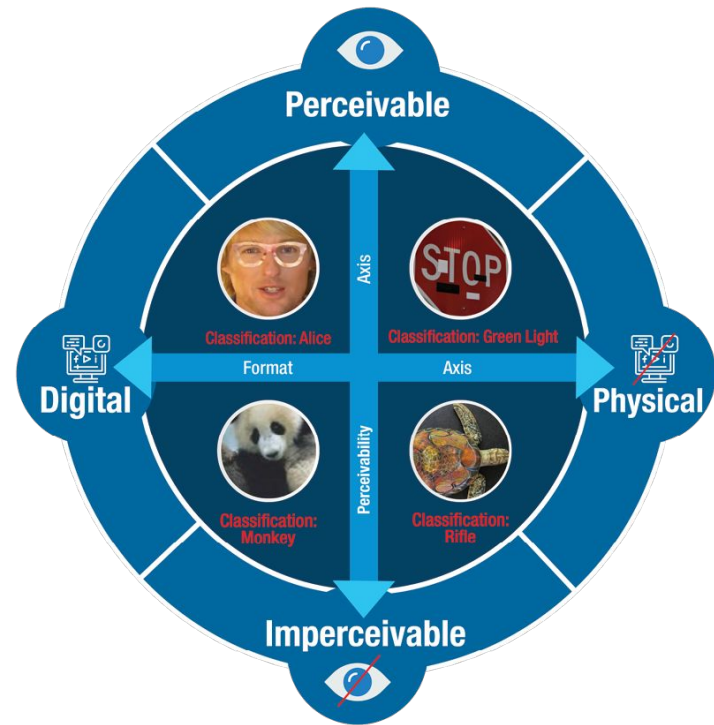 Perceivable
Axis
STOP
Classification: Alice
Classification: Green Light
Format
Axis
Digital
Physical
Perceivability
Classification:
Monkey
Classification:
Rifle
Imperceivable